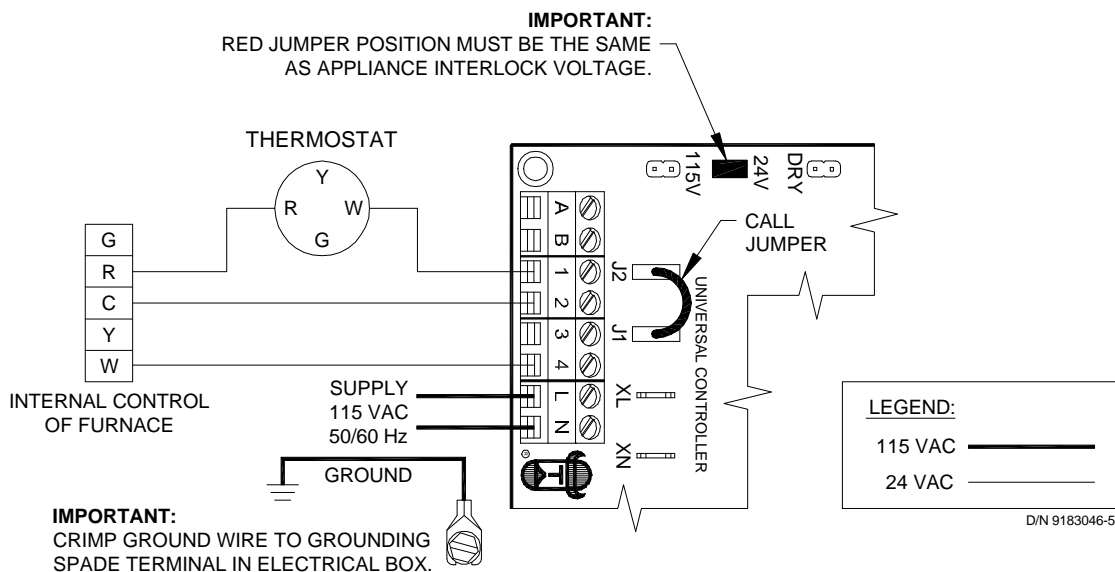 IMPORTANT:
RED JUMPER POSITION MUST BE THE SAME
AS APPLIANCE INTERLOCK VOLTAGE.
THERMOSTAT
Y
R
W
G
115V
24V
DRY
A
B
1
2
3
4
L
N
J2
J1
CALL
JUMPER
UNIVERSAL CONTROLLER
XL
XN
G
R
C
Y
W
INTERNAL CONTROL
OF FURNACE
SUPPLY
115 VAC
50/60 Hz
GROUND
IMPORTANT:
CRIMP GROUND WIRE TO GROUNDING
SPADE TERMINAL IN ELECTRICAL BOX.
LEGEND:
115 VAC
24 VAC
D/N 9183046-5